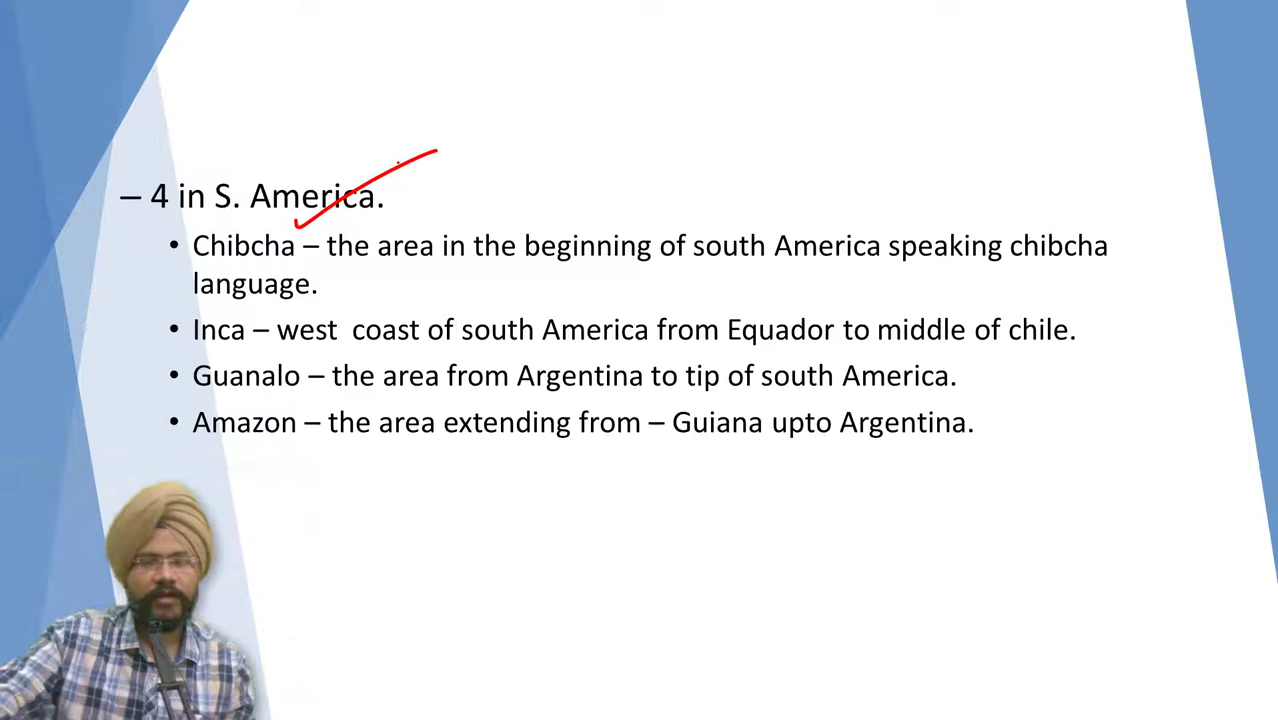 – 4 in S. America.
• Chibcha – the area in the beginning of south America speaking chibcha
language.
• Inca – west coast of south America from Equador to middle of chile.
• Guanalo – the area from Argentina to tip of south America.
• Amazon – the area extending from – Guiana upto Argentina.